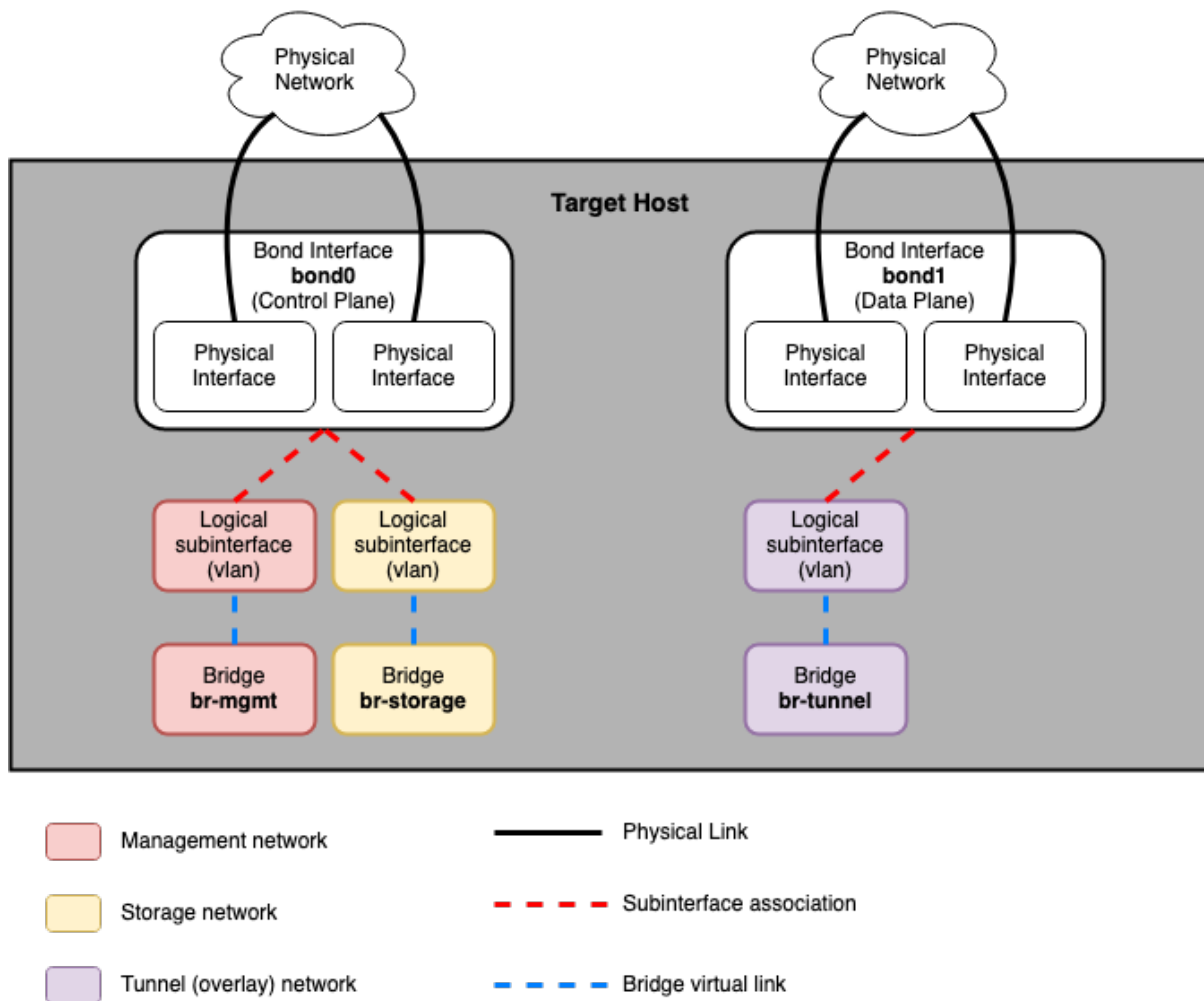 Physical
Network
Physical
Network
Target Host
Bond Interface
bond0
(Control Plane)
Physical
Interface
Physical
Interface
Bond Interface
bond1
(Data Plane)
Physical
Interface
Physical
Interface
Logical
subinterface
(vlan)
Logical
subinterface
(vlan)
Logical
subinterface
(vlan)
Bridge
br-mgmt
Bridge
br-storage
Bridge
br-tunnel
Management network
Physical Link
Storage network
Subinterface association
Tunnel (overlay) network
Bridge virtual link